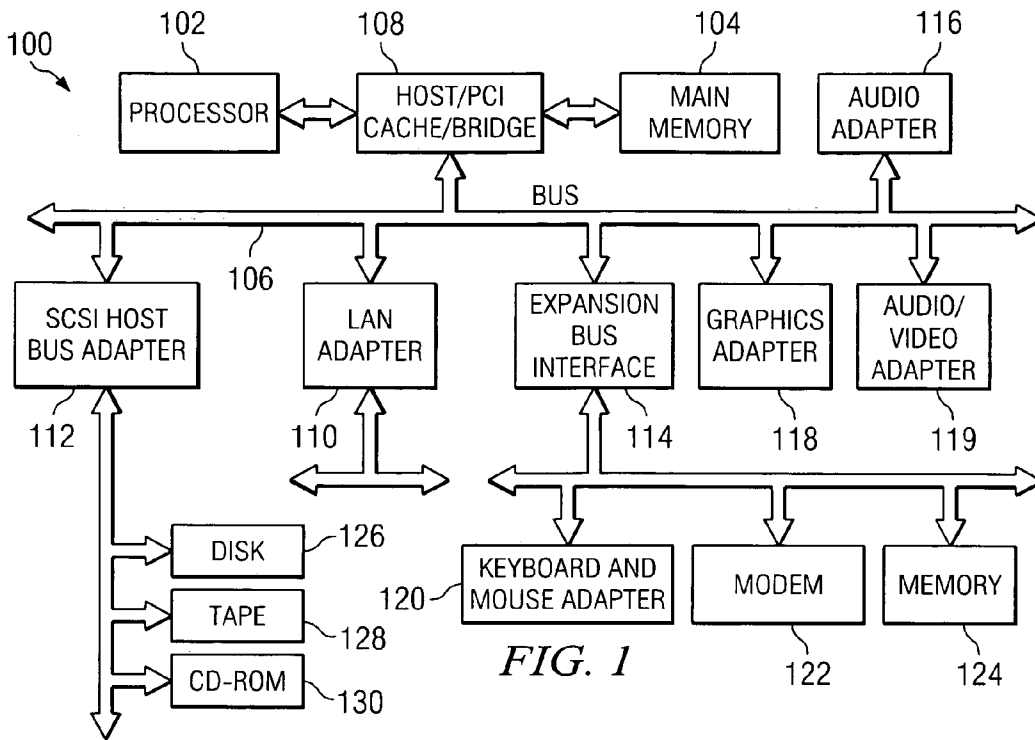 100
102
108
104
116
PROCESSOR
HOST/PCI
CACHE/BRIDGE
MAIN
MEMORY
AUDIO
ADAPTER
BUS
106
SCSI HOST
BUS ADAPTER
LAN
ADAPTER
EXPANSION
BUS
INTERFACE
GRAPHICS
ADAPTER
AUDIO/
VIDEO
ADAPTER
112
110
114
118
119
DISK
126
TAPE
128
CD-ROM
130
120
KEYBOARD AND
MOUSE ADAPTER
MODEM
MEMORY
122
124
FIG. 1